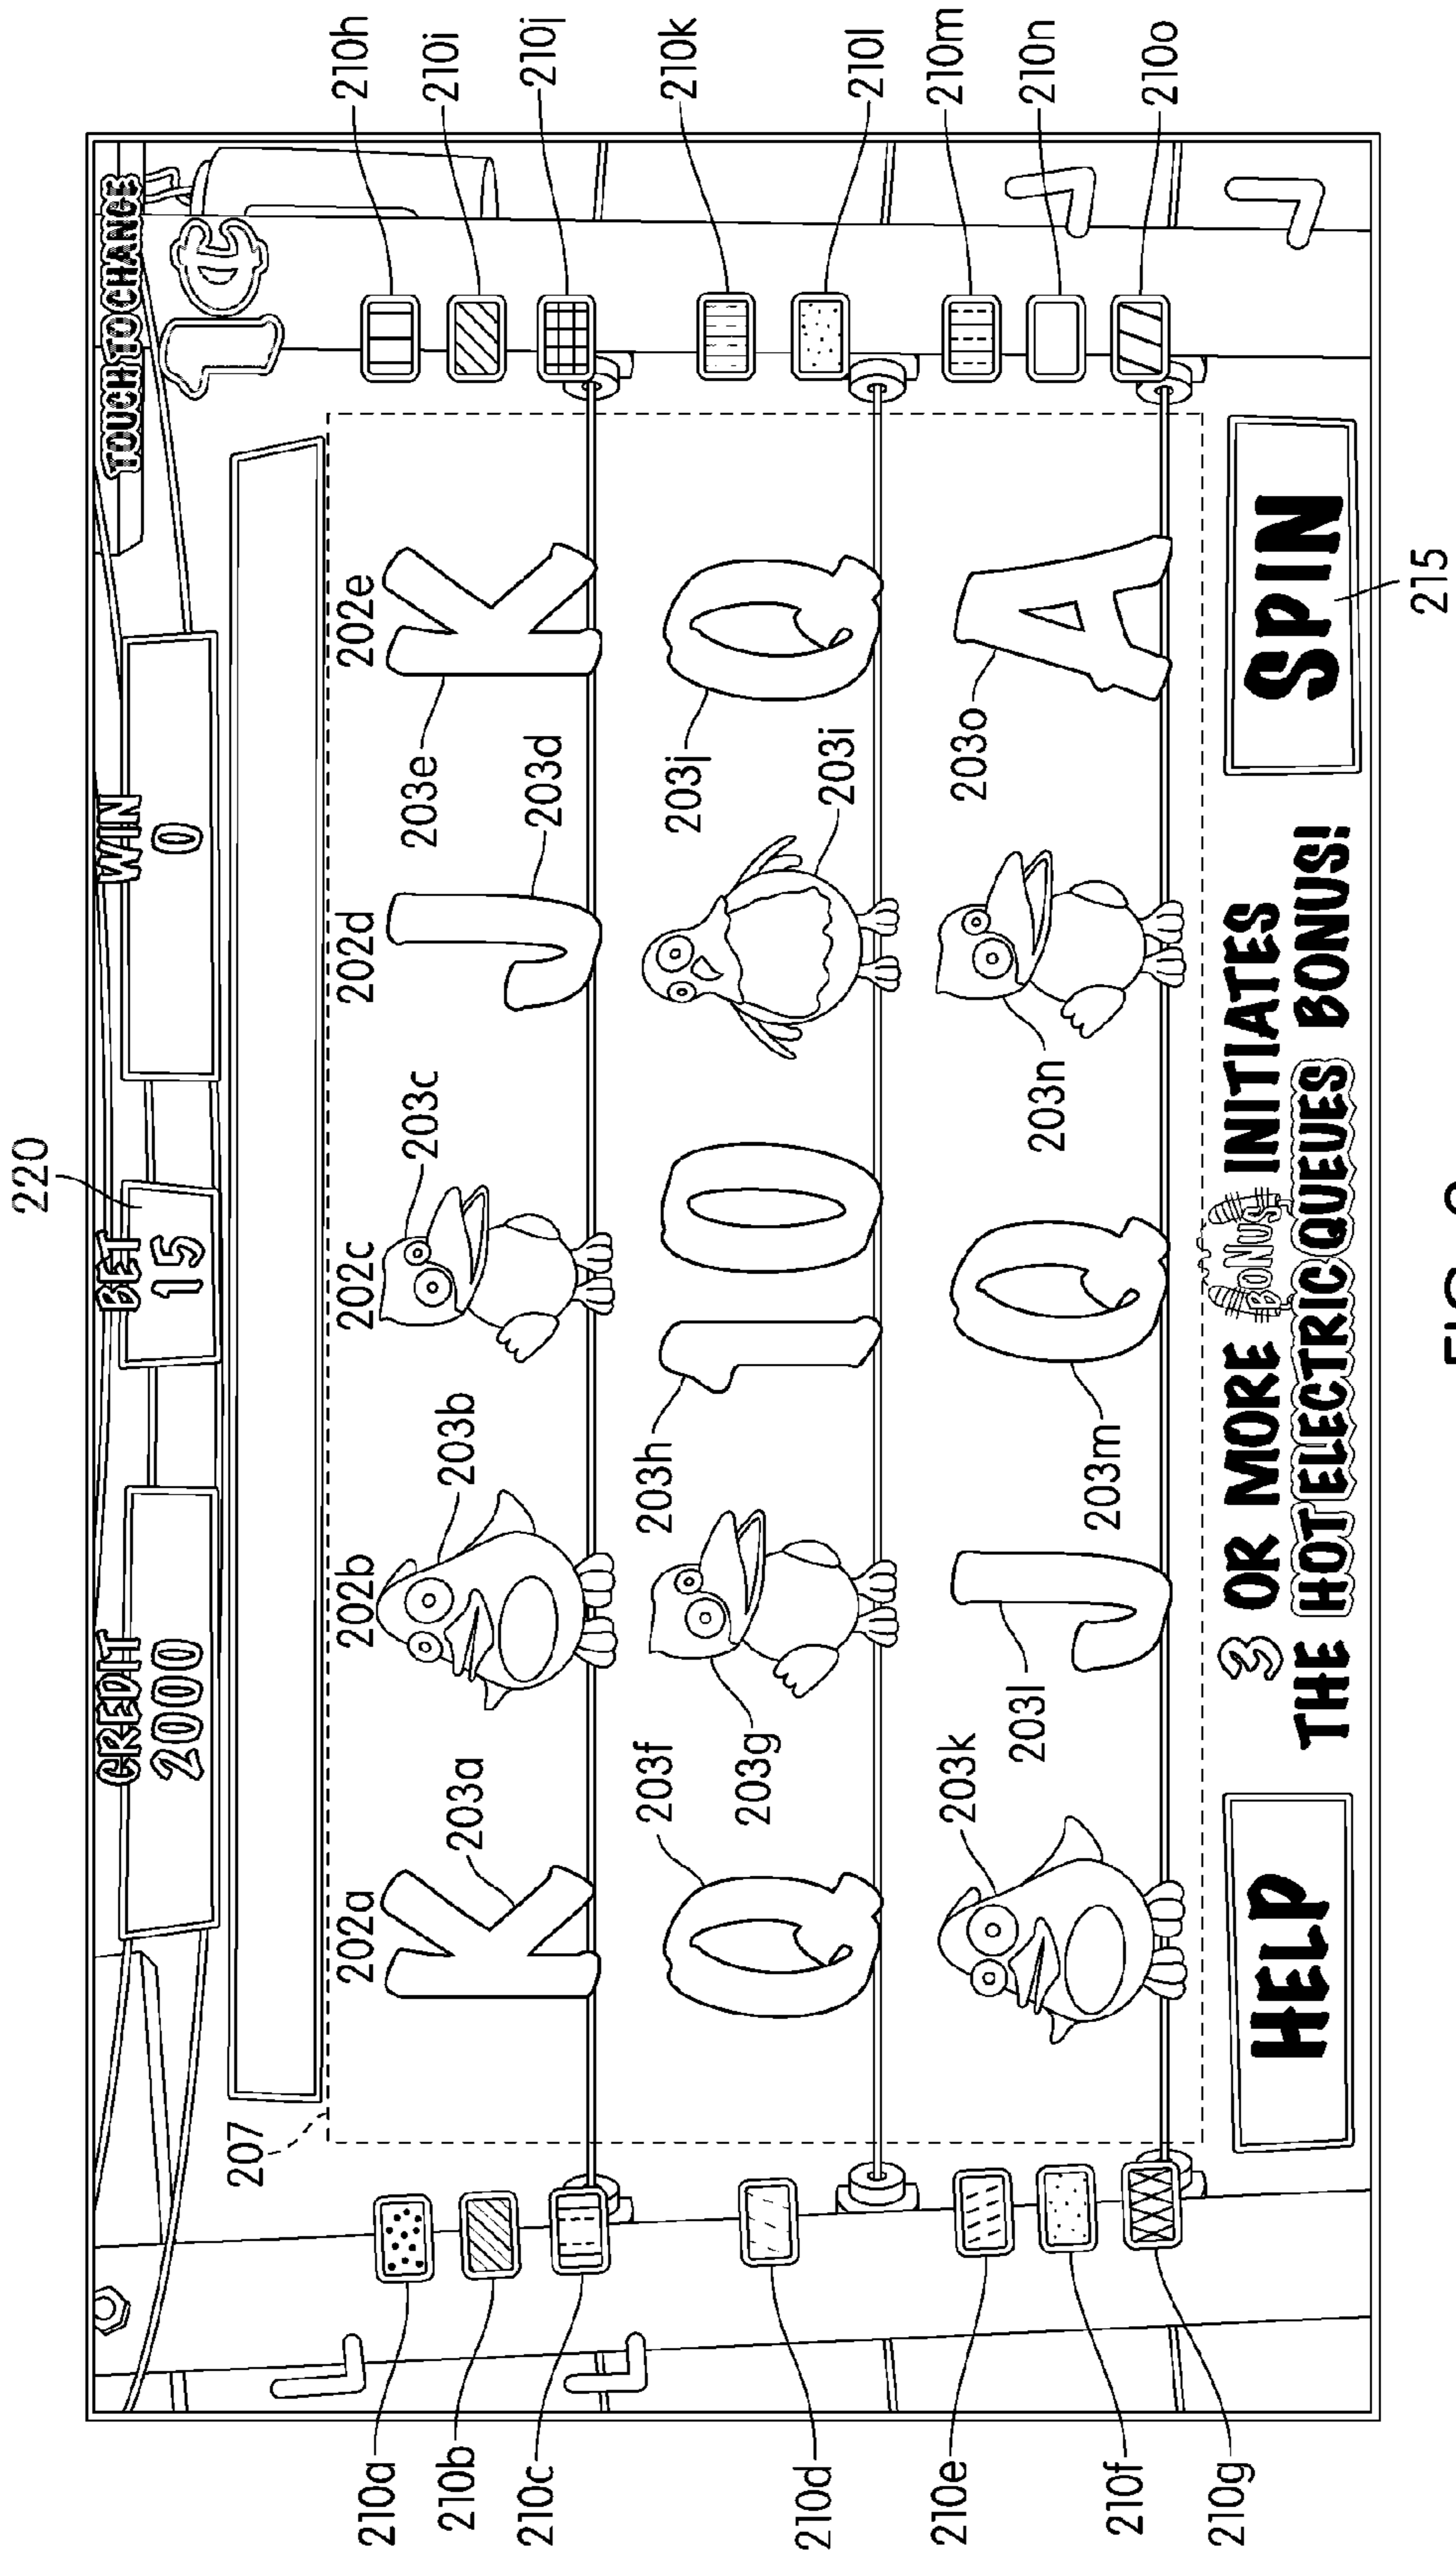 220
CREDIT
2000
BET
15
WIN
0
TOUCH TO CHANGE
1¢
207
202a 202b 202c 202d 202e
210a
210b
210c
210d
210e
210f
210g
210h
210i
210j
210k
210l
210m
210n
210o
K J K
203a 203b 203c 203d 203e
Q 10 Q
203f 203g 203h 203i 203j
J Q A
203k 203l 203m 203n 203o
HELP
3 OR MORE BONUS INITIATES
THE HOT ELECTRIC QUEUES BONUS!
SPIN
215